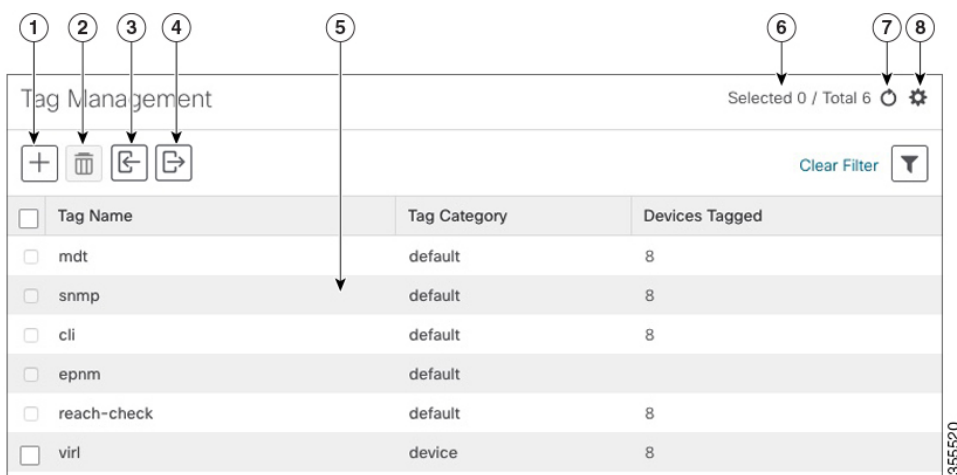 1 2 3 4 5 6 7 8
Tag Management
Selected 0 / Total 6
Clear Filter
Tag Name Tag Category Devices Tagged
mdt default 8
snmp default 8
cli default 8
epnm default
reach-check default 8
virl device 8
355520